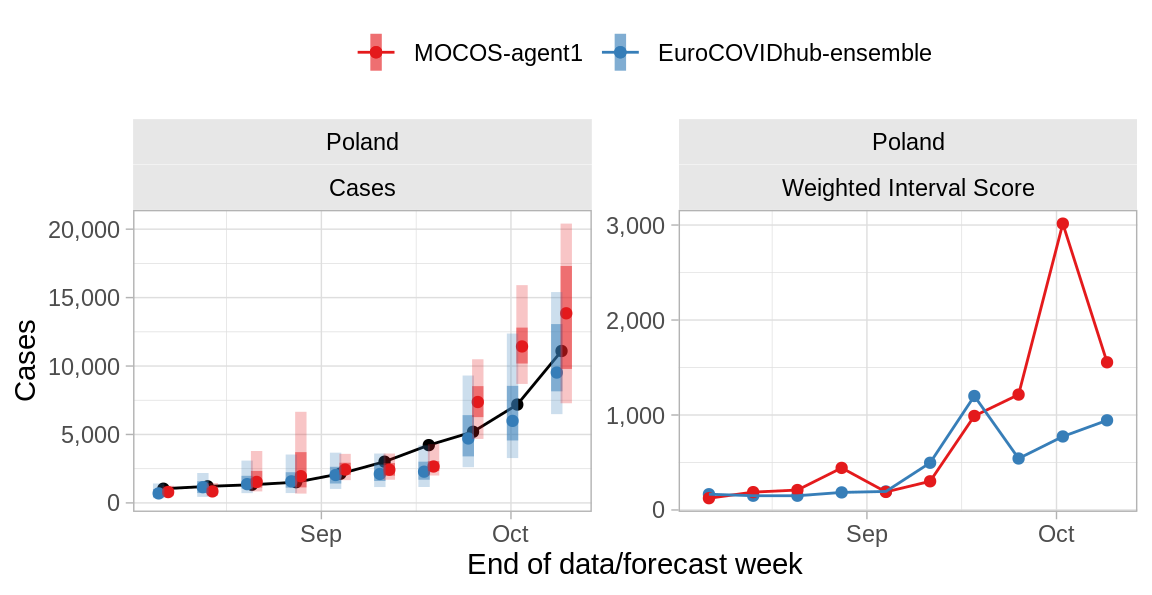 MOCOS-agent1 EuroCOVIDhub-ensemble
Poland
Cases
Poland
Weighted Interval Score
Cases
20,000
15,000
10,000
5,000
0
Sep Oct
3,000
2,000
1,000
0
Sep Oct
End of data/forecast week